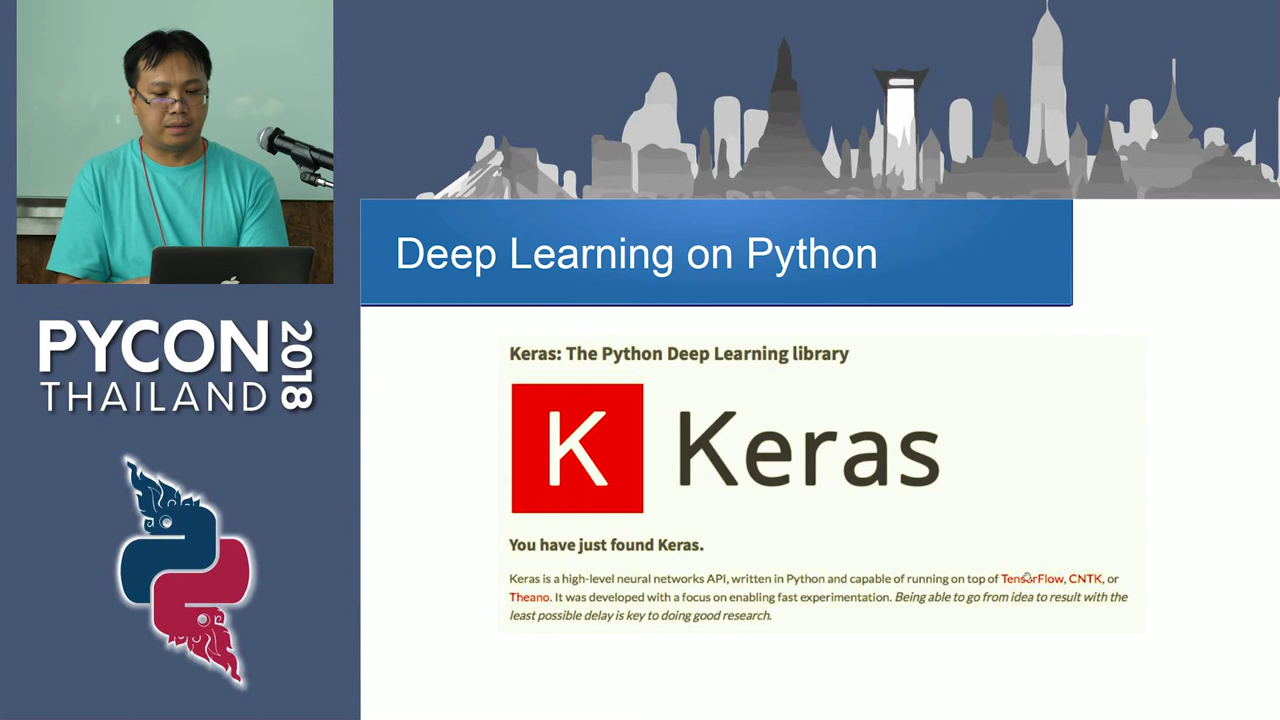 Deep Learning on Python
Keras: The Python Deep Learning library
K Keras
You have just found Keras.
Keras is a high-level neural networks API, written in Python and capable of running on top of TensorFlow, CNTK, or
Theano. It was developed with a focus on enabling fast experimentation. Being able to go from idea to result with the
least possible delay is key to doing good research.
PYCON
THAILAND
2018